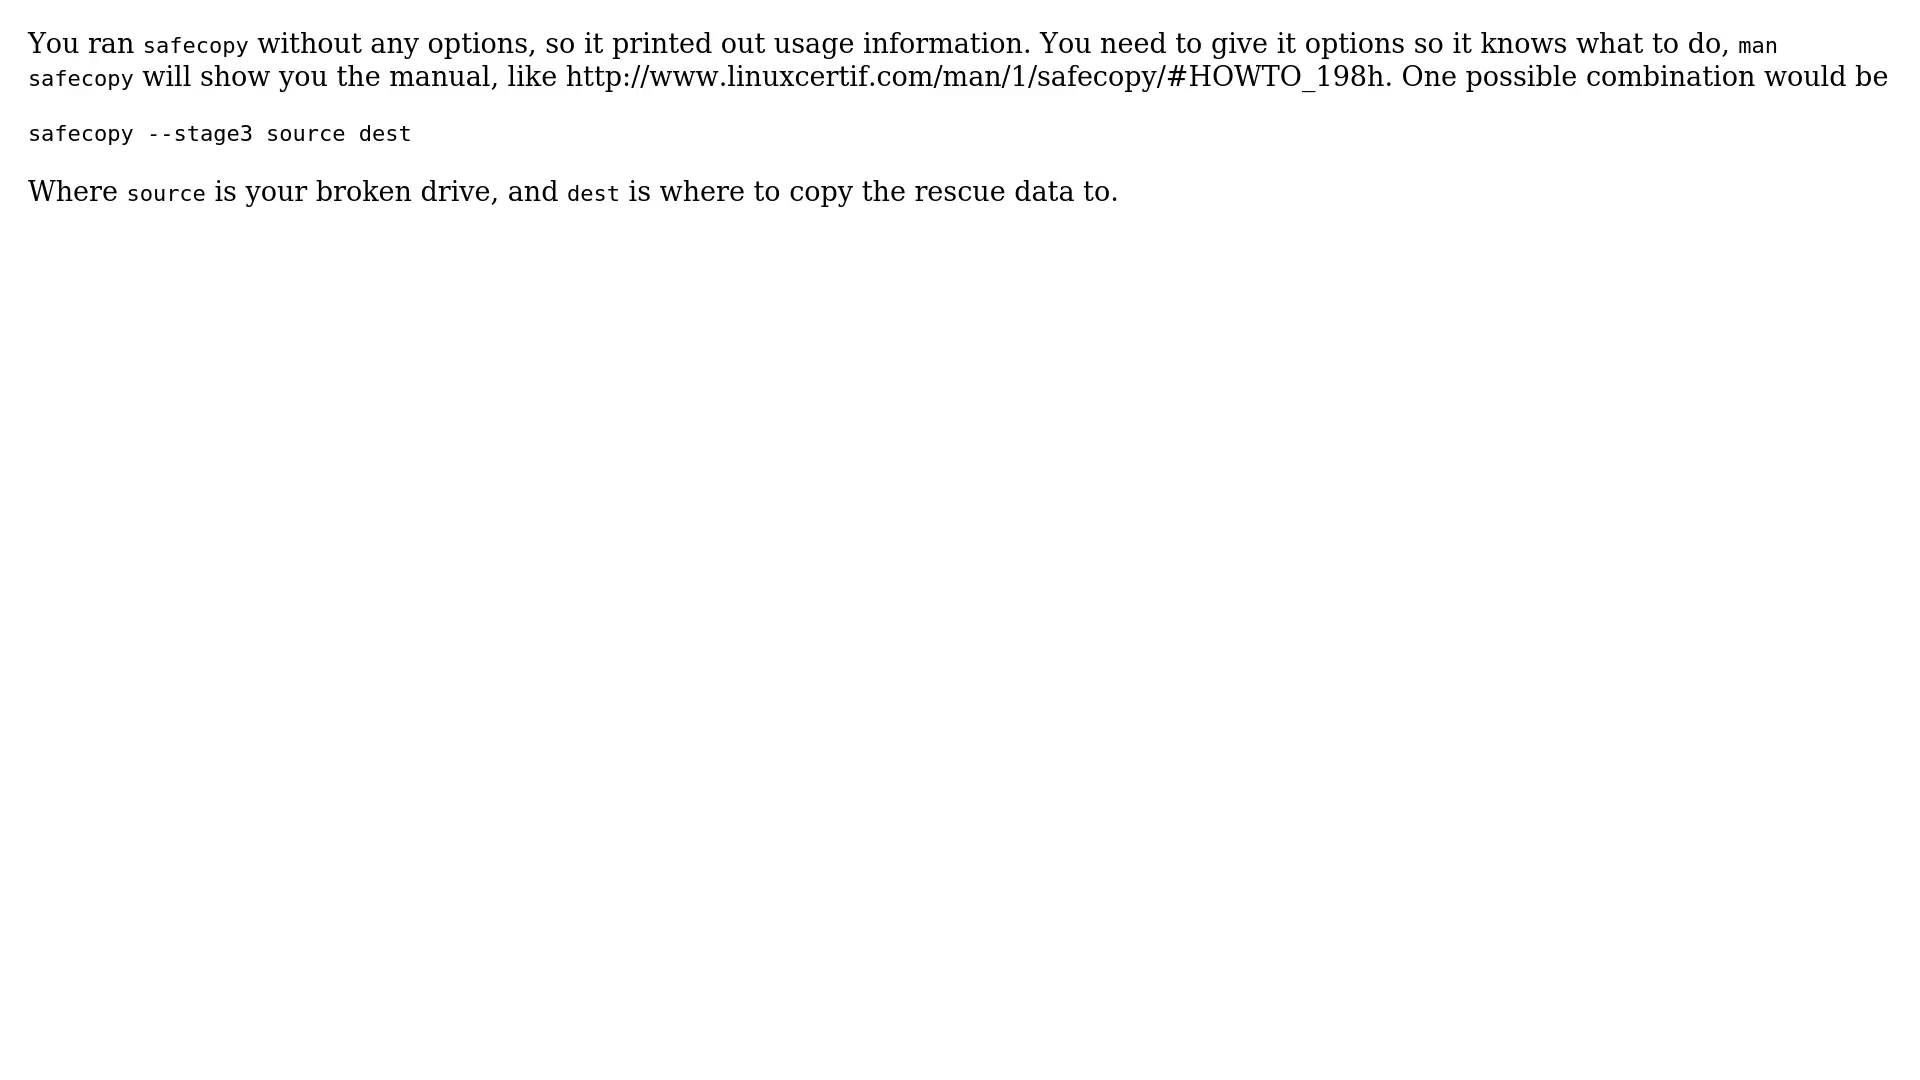 You ran safecopy without any options, so it printed out usage information. You need to give it options so it knows what to do, man
safecopy will show you the manual, like http://www.linuxcertif.com/man/1/safecopy/#HOWTO_198h. One possible combination would be
safecopy --stage3 source dest
Where source is your broken drive, and dest is where to copy the rescue data to.